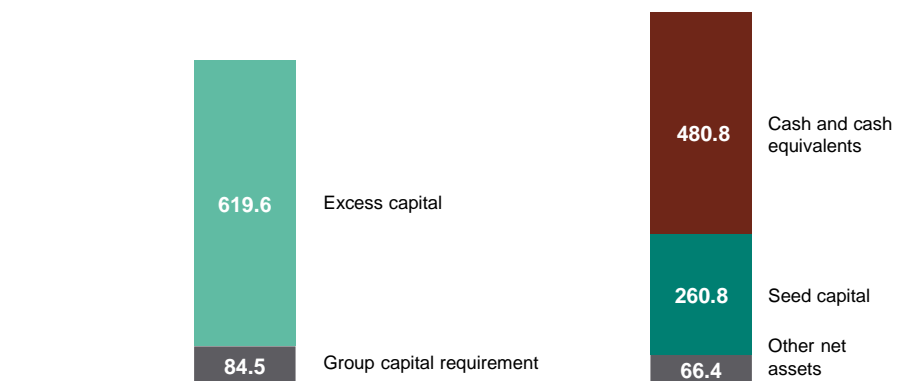 619.6
Excess capital
84.5
Group capital requirement
480.8
Cash and cash
equivalents
260.8
Seed capital
66.4
Other net
assets